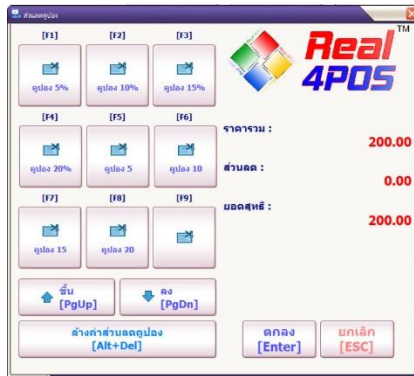 ส่วนลดคูปอง
[F1] [F2] [F3]
คูปอง 5% คูปอง 10% คูปอง 15%
[F4] [F5] [F6]
คูปอง 20% คูปอง 5 คูปอง 10
[F7] [F8] [F9]
คูปอง 15 คูปอง 20
ขึ้น
[PgUp]
ลง
[PgDn]
ล้างค่าส่วนลดคูปอง
[Alt+Del]
Real TM
4POS
ราคารวม :
200.00
ส่วนลด :
0.00
ยอดสุทธิ :
200.00
ตกลง
[Enter]
ยกเลิก
[ESC]